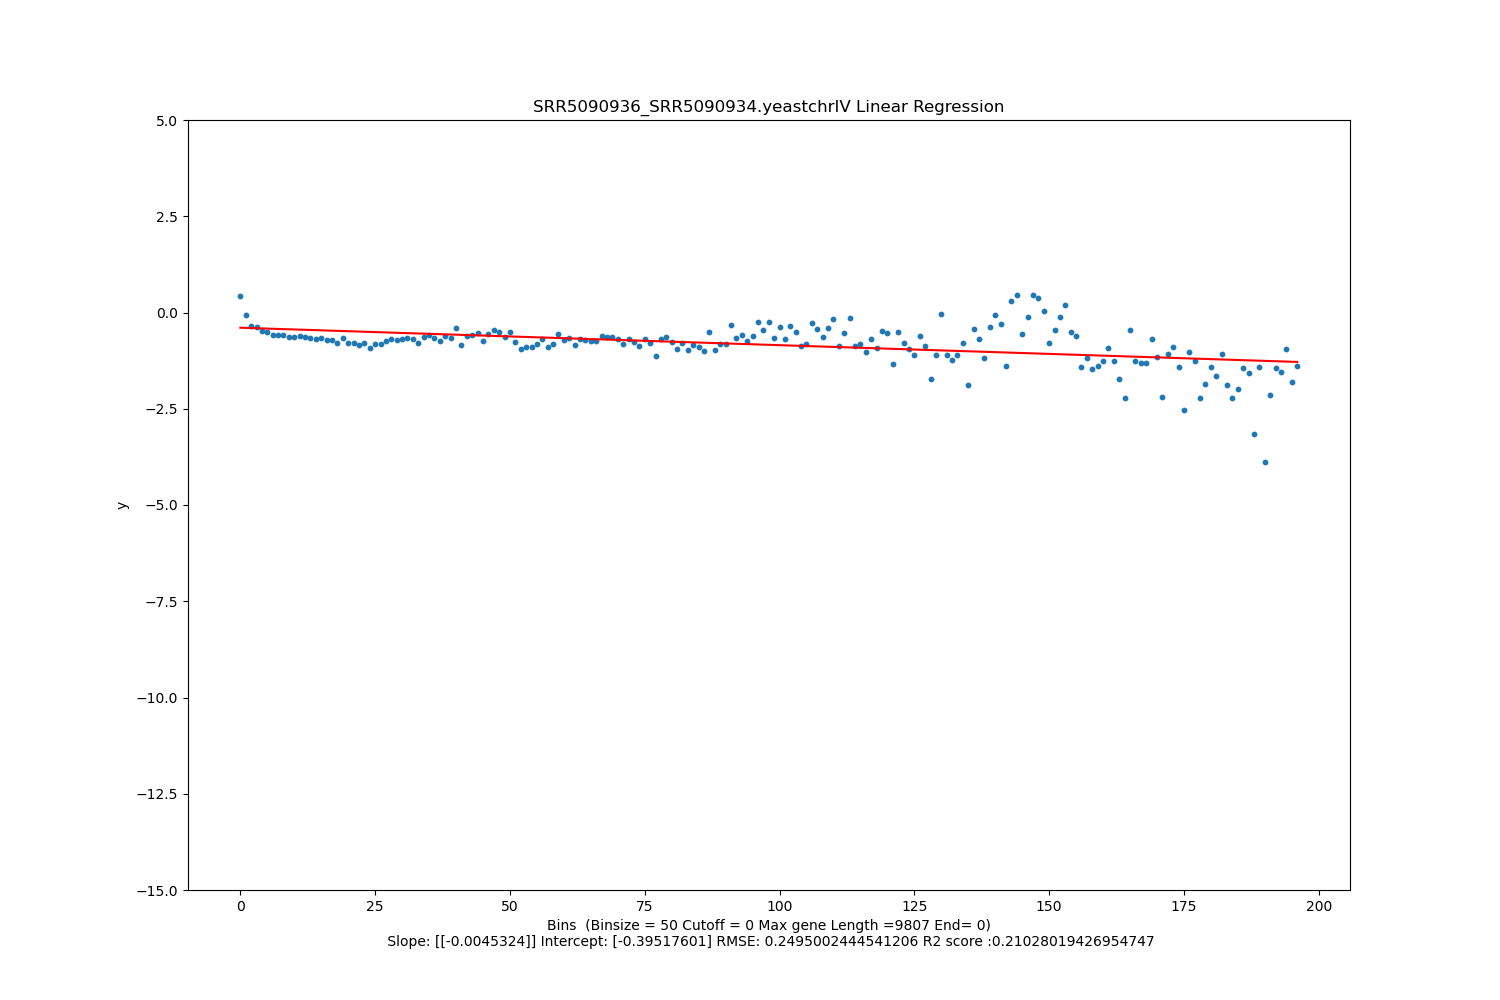 SRR5090936_SRR5090934.yeastchrIV Linear Regression
5.0
2.5
0.0
−2.5
−5.0
−7.5
−10.0
−12.5
−15.0
y
0 25 50 75 100 125 150 175 200
Bins  (Binsize = 50 Cutoff = 0 Max gene Length =9807 End= 0)
Slope: [[-0.0045324]] Intercept: [-0.39517601] RMSE: 0.2495002444541206 R2 score :0.21028019426954747